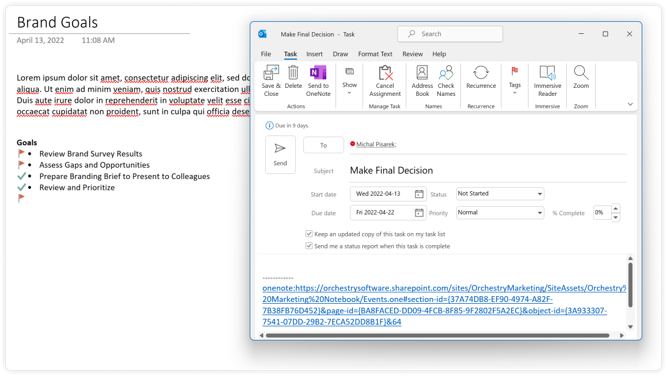 Brand Goals
April 13, 2022 11:08 AM
Lorem ipsum dolor sit amet, consectetur adipiscing elit, sed do
aliqua. Ut enim ad minim veniam, quis nostrud exercitation ull
Duis aute irure dolor in reprehenderit in voluptate velit esse ci
occaecat cupidatat non proident, sunt in culpa qui officia dese
Goals
• Review Brand Survey Results
• Assess Gaps and Opportunities
• Prepare Branding Brief to Present to Colleagues
• Review and Prioritize
Make Final Decision - Task
Search
File Task Insert Draw Format Text Review Help
Save & Close
Delete
Send to OneNote
Actions
Show
Cancel Assignment
Manage Task
Address Book
Check Names
Names
Recurrence
Recurrence
Tags
Immersive Reader
Immersive
Zoom
Zoom
Due in 9 days.
Send
To
Michal Pisarek;
Subject Make Final Decision
Start date Wed 2022-04-13 Status Not Started
Due date Fri 2022-04-22 Priority Normal % Complete 0%
Keep an updated copy of this task on my task list
Send me a status report when this task is complete
------------
onenote:https://orchestrysoftware.sharepoint.com/sites/OrchestryMarketing/SiteAssets/Orchestry%
20Marketing%20Notebook/Events.one#section-id={37A74DB8-EF90-4974-A82F-
7B38FB76D452}&page-id={BA8FACED-DD09-4FCB-8F85-9F2802F5A2EC}&object-id={3A933307-
7541-07DD-29B2-7ECA52DD8B1F}&64